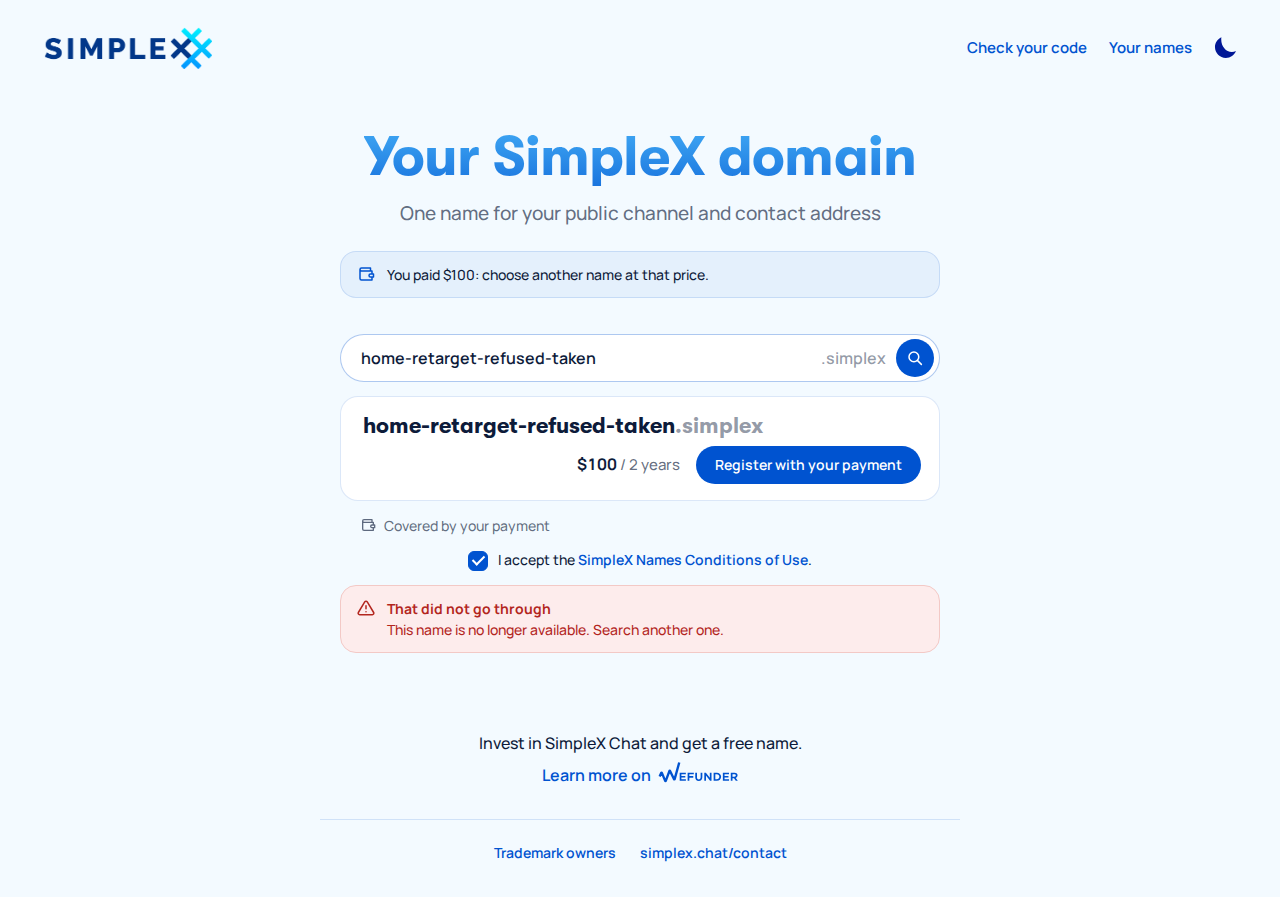 SIMPLEX
Check your code
Your names
Your SimpleX domain
One name for your public channel and contact address
You paid $100: choose another name at that price.
home-retarget-refused-taken .simplex
home-retarget-refused-taken.simplex
$100 / 2 years
Register with your payment
Covered by your payment
I accept the SimpleX Names Conditions of Use.
That did not go through
This name is no longer available. Search another one.
Invest in SimpleX Chat and get a free name.
Learn more on WEFUNDER
Trademark owners
simplex.chat/contact